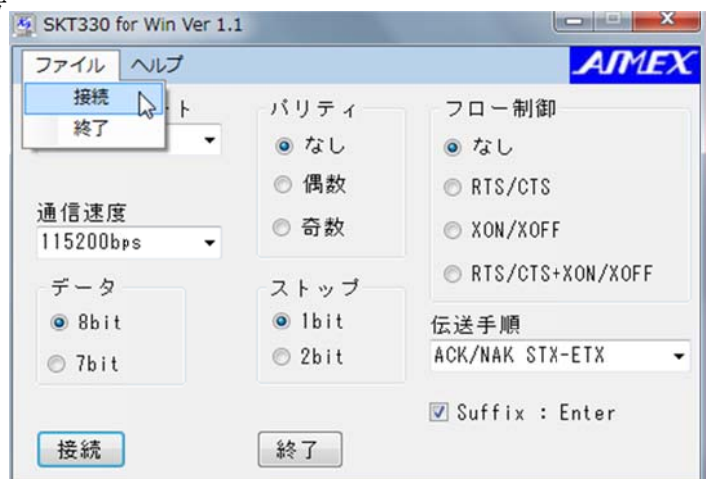 SKT330 for Win Ver 1.1
ファイル ヘルプ
AIMEX
接続
終了
ート
パリティ
なし
偶数
奇数
フロー制御
なし
RTS/CTS
XON/XOFF
RTS/CTS+XON/XOFF
通信速度
115200bps
データ
8bit
7bit
ストップ
1bit
2bit
伝送手順
ACK/NAK STX-ETX
Suffix : Enter
接続
終了